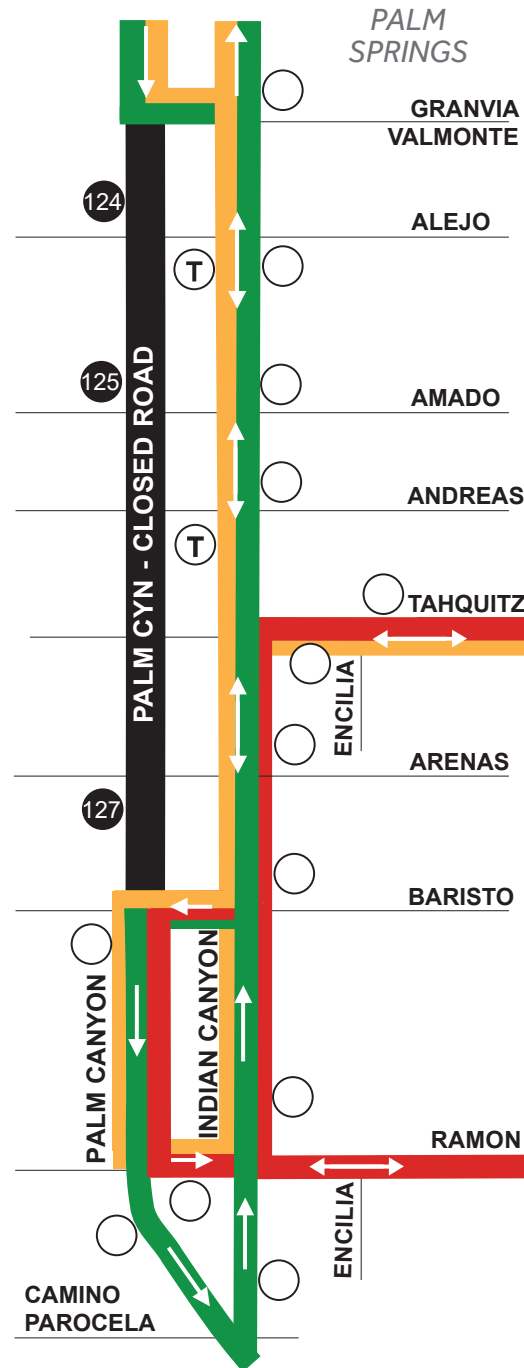 PALM
SPRINGS
GRANVIA
VALMONTE
124
ALEJO
T
125
AMADO
ANDREAS
T
PALM CYN - CLOSED ROAD
TAHQUITZ
ENCILIA
ARENAS
127
BARISTO
PALM CANYON
INDIAN CANYON
RAMON
ENCILIA
CAMINO
PAROCELA